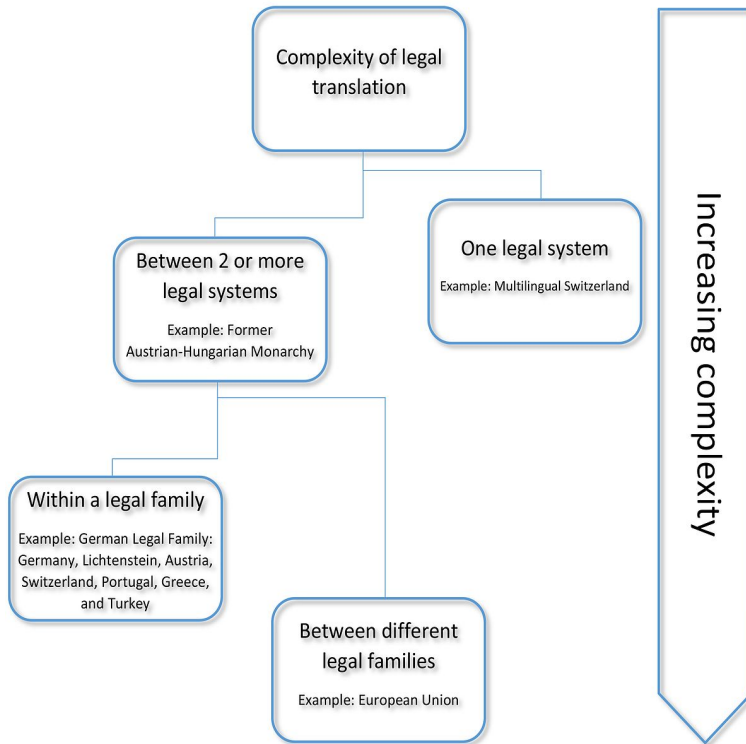 Complexity of legal
translation
One legal system
Example: Multilingual Switzerland
Between 2 or more
legal systems
Example: Former
Austrian-Hungarian Monarchy
Within a legal family
Example: German Legal Family:
Germany, Lichtenstein, Austria,
Switzerland, Portugal, Greece,
and Turkey
Between different
legal families
Example: European Union
Increasing complexity